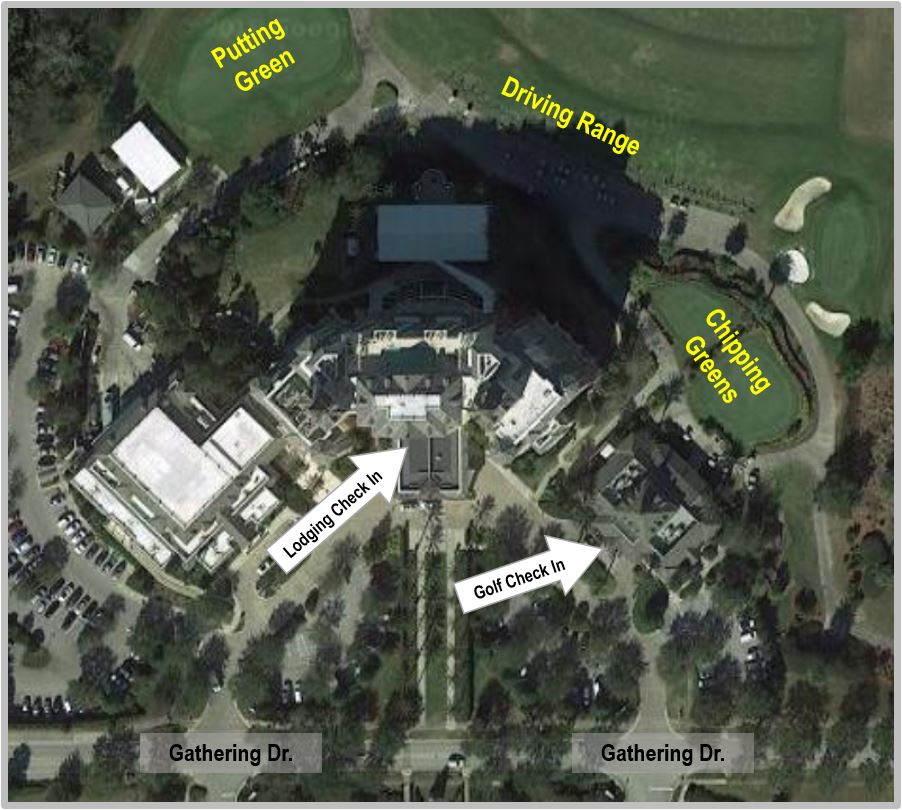 Putting
Green
Driving Range
Chipping
Greens
Lodging Check In
Golf Check In
Gathering Dr.
Gathering Dr.